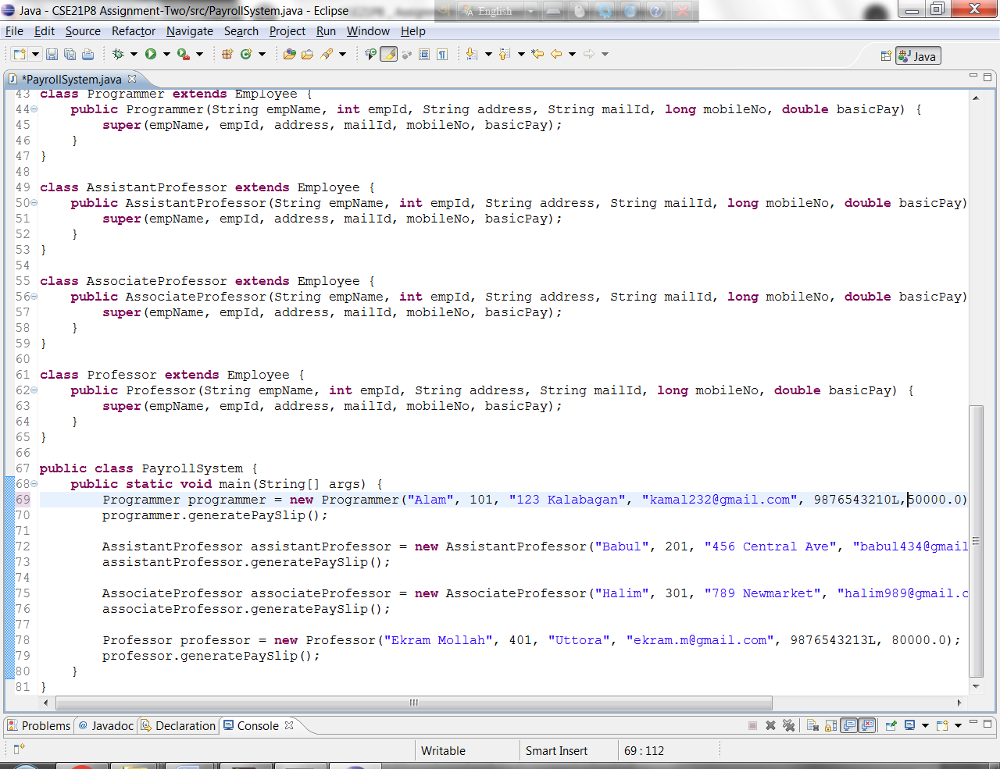 Java - CSE21P8 Assignment-Two/src/PayrollSystem.java - Eclipse
English
File Edit Source Refactor Navigate Search Project Run Window Help
Java
*PayrollSystem.java
43 class Programmer extends Employee {
44 public Programmer(String empName, int empId, String address, String mailId, long mobileNo, double basicPay) {
45 super(empName, empId, address, mailId, mobileNo, basicPay);
46 }
47 }
48
49 class AssistantProfessor extends Employee {
50 public AssistantProfessor(String empName, int empId, String address, String mailId, long mobileNo, double basicPay)
51 super(empName, empId, address, mailId, mobileNo, basicPay);
52 }
53 }
54
55 class AssociateProfessor extends Employee {
56 public AssociateProfessor(String empName, int empId, String address, String mailId, long mobileNo, double basicPay)
57 super(empName, empId, address, mailId, mobileNo, basicPay);
58 }
59 }
60
61 class Professor extends Employee {
62 public Professor(String empName, int empId, String address, String mailId, long mobileNo, double basicPay) {
63 super(empName, empId, address, mailId, mobileNo, basicPay);
64 }
65 }
66
67 public class PayrollSystem {
68 public static void main(String[] args) {
69 Programmer programmer = new Programmer("Alam", 101, "123 Kalabagan", "kamal232@gmail.com", 9876543210L,50000.0)
70 programmer.generatePaySlip();
71
72 AssistantProfessor assistantProfessor = new AssistantProfessor("Babul", 201, "456 Central Ave", "babul434@gmail
73 assistantProfessor.generatePaySlip();
74
75 AssociateProfessor associateProfessor = new AssociateProfessor("Halim", 301, "789 Newmarket", "halim989@gmail.c
76 associateProfessor.generatePaySlip();
77
78 Professor professor = new Professor("Ekram Mollah", 401, "Uttora", "ekram.m@gmail.com", 9876543213L, 80000.0);
79 professor.generatePaySlip();
80 }
81 }
Problems @ Javadoc Declaration Console
Writable Smart Insert 69 : 112